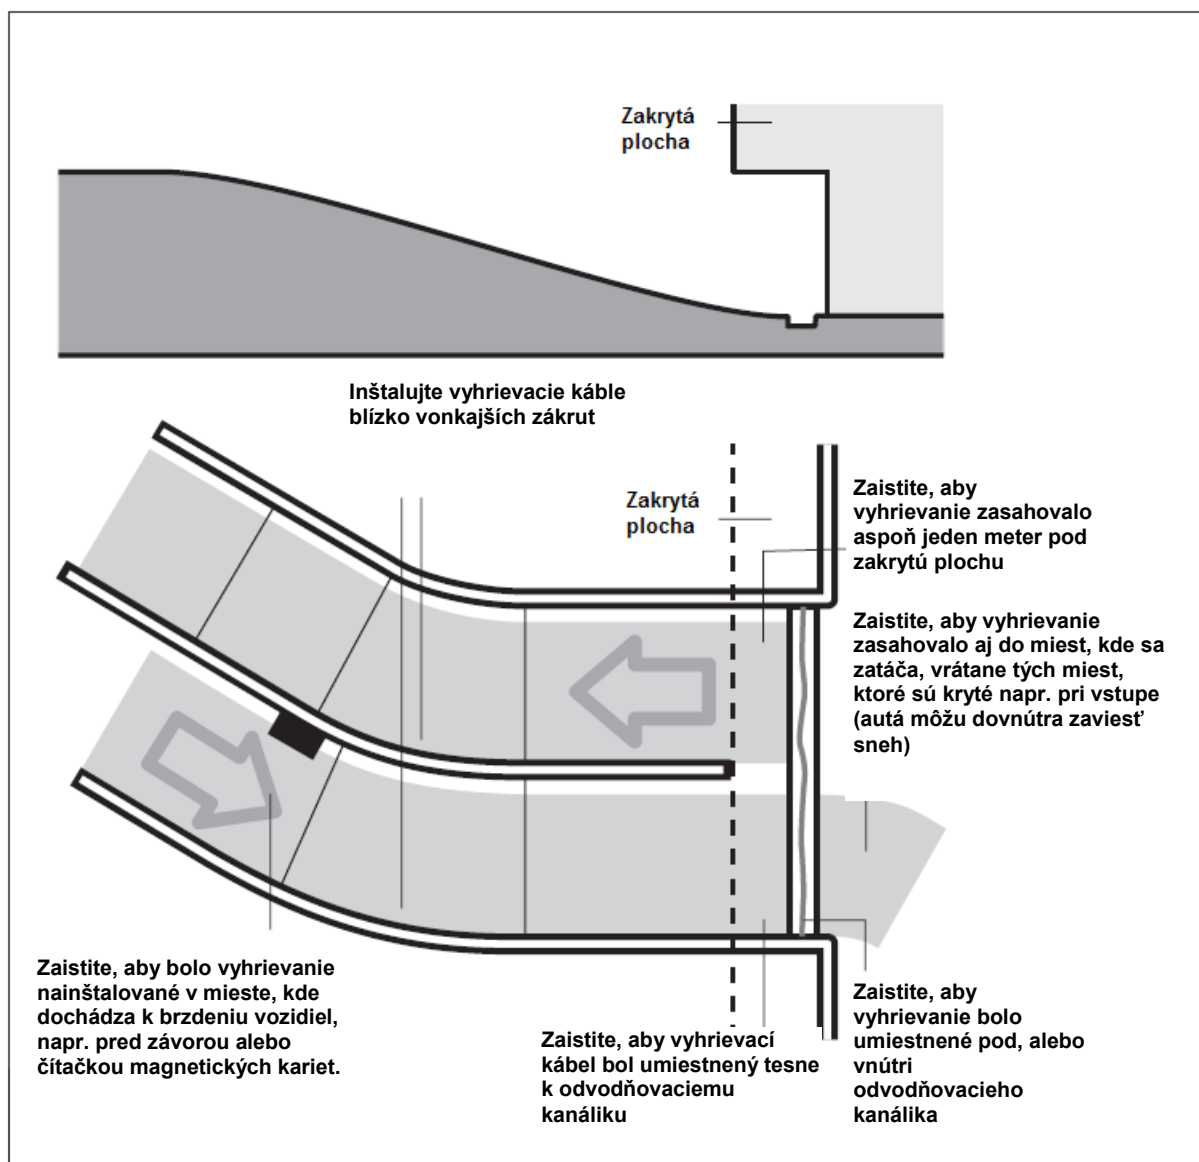 Zakrytá
plocha
Inštalujte vyhrievacie káble
blízko vonkajších zákrut
Zakrytá
plocha
Zaistite, aby
vyhrievanie zasahovalo
aspoň jeden meter pod
zakrytú plochu
Zaistite, aby vyhrievanie
zasahovalo aj do miest, kde sa
zatáča, vrátane tých miest,
ktoré sú kryté napr. pri vstupe
(autá môžu dovnútra zaviesť
sneh)
Zaistite, aby bolo vyhrievanie
nainštalované v mieste, kde
dochádza k brzdeniu vozidiel,
napr. pred závorou alebo
čítačkou magnetických kariet.
Zaistite, aby vyhrievací
kábel bol umiestnený tesne
k odvodňovaciemu
kanáliku
Zaistite, aby
vyhrievanie bolo
umiestnené pod, alebo
vnútri
odvodňovacieho
kanálika